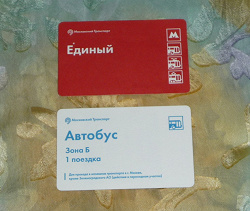 Московский Транспорт
Единый
М
Московский Транспорт
Автобус
Зона Б
1 поездка